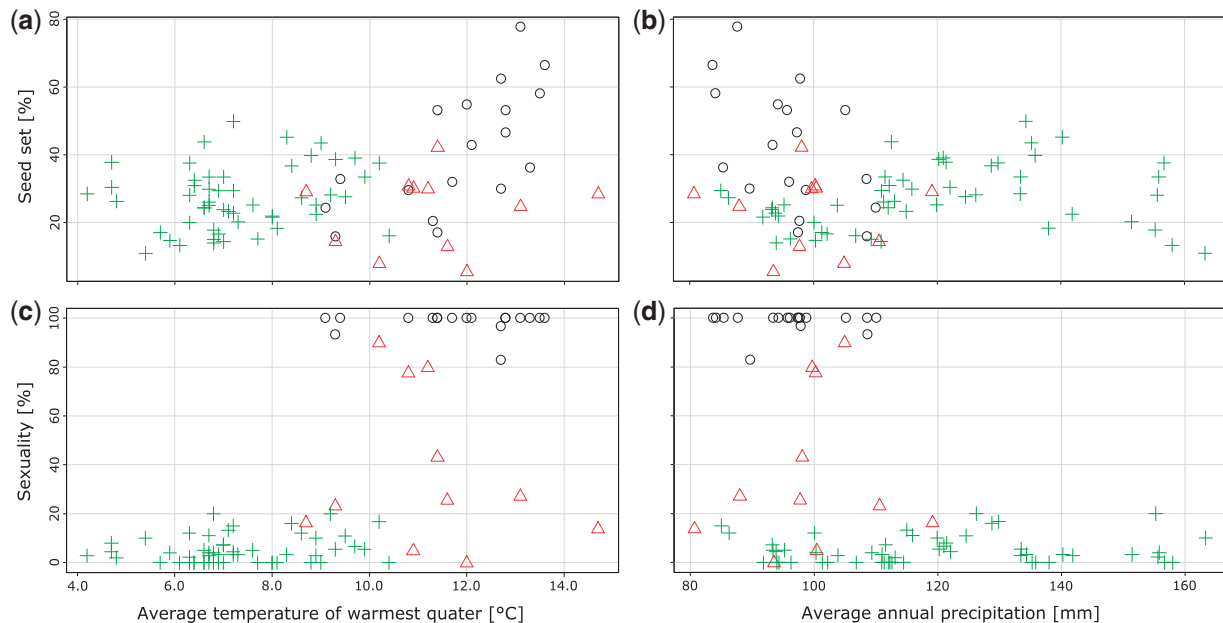 (a)
(b)
80
60
40
20
Seed set [%]
(c)
(d)
100
80
60
40
20
0
Sexuality [%]
4.0 6.0 8.0 10.0 12.0 14.0
80 100 120 140 160
Average temperature of warmest quater [°C]
Average annual precipitation [mm]